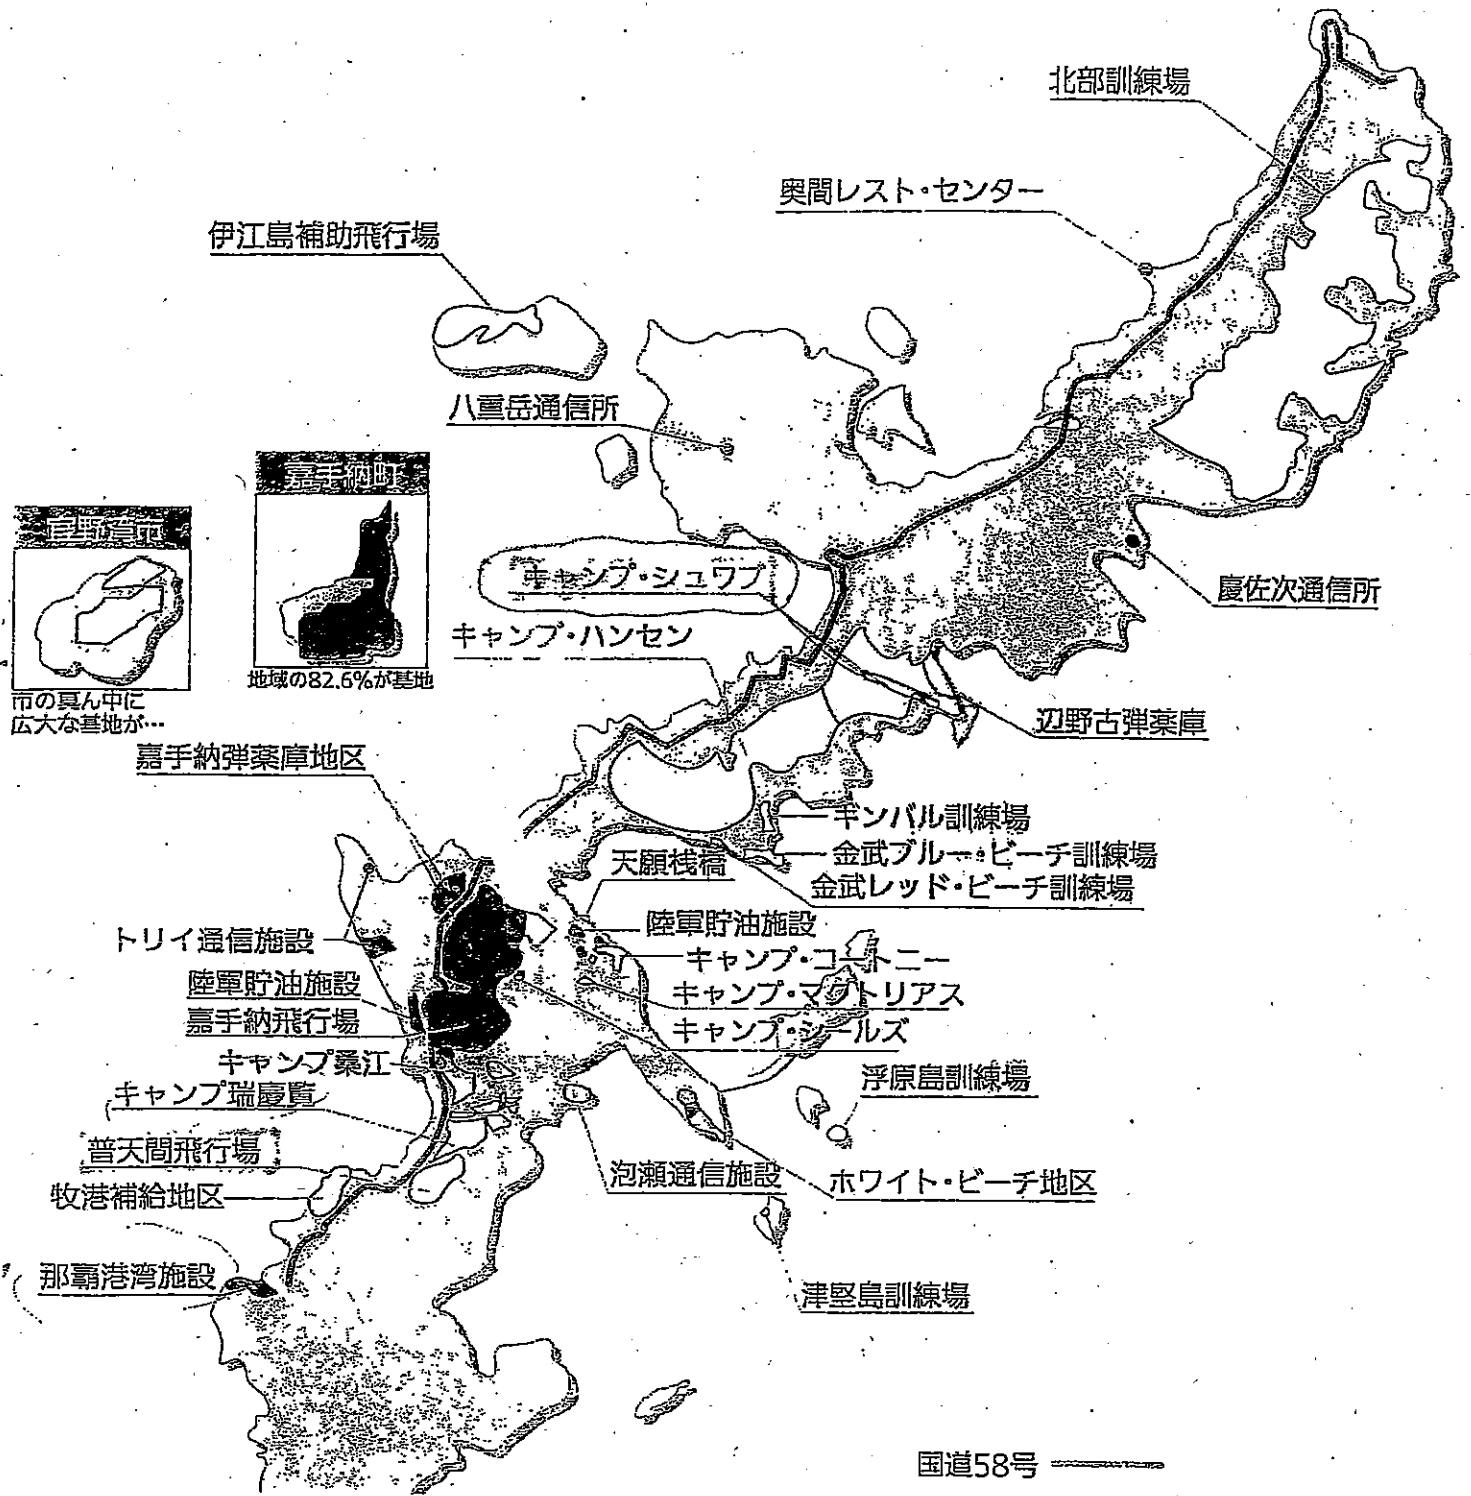 北部訓練場
奥間レスト・センター
伊江島補助飛行場
八重岳通信所
嘉手納町
宜野湾市
キャンプ・シュワブ
慶佐次通信所
キャンプ・ハンセン
地域の82.6%が基地
市の真ん中に
広大な基地が…
辺野古弾薬庫
嘉手納弾薬庫地区
ギンバル訓練場
金武ブルー・ビーチ訓練場
天願桟橋
金武レッド・ビーチ訓練場
陸軍貯油施設
トリイ通信施設
キャンプ・コートニー
陸軍貯油施設
キャンプ・マクトリアス
嘉手納飛行場
キャンプ・シールズ
キャンプ桑江
浮原島訓練場
キャンプ瑞慶覧
普天間飛行場
泡瀬通信施設
ホワイト・ビーチ地区
牧港補給地区
那覇港湾施設
津堅島訓練場
国道58号